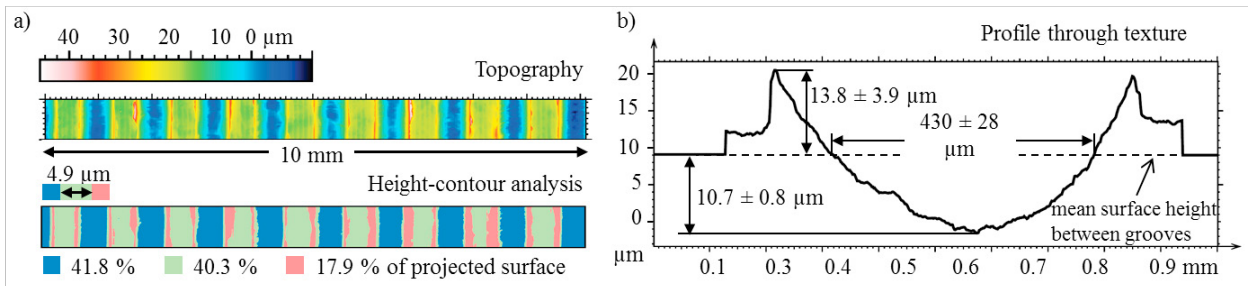 a)
40 30 20 10 0 µm
Topography
10 mm
4.9 µm
Height-contour analysis
41.8 % 40.3 % 17.9 % of projected surface
b)
Profile through texture
20
15
10
5
0
µm
13.8 ± 3.9 µm
430 ± 28
µm
10.7 ± 0.8 µm
mean surface height
between grooves
0.1 0.3 0.4 0.2 0.6 0.7 0.8 0.9 mm